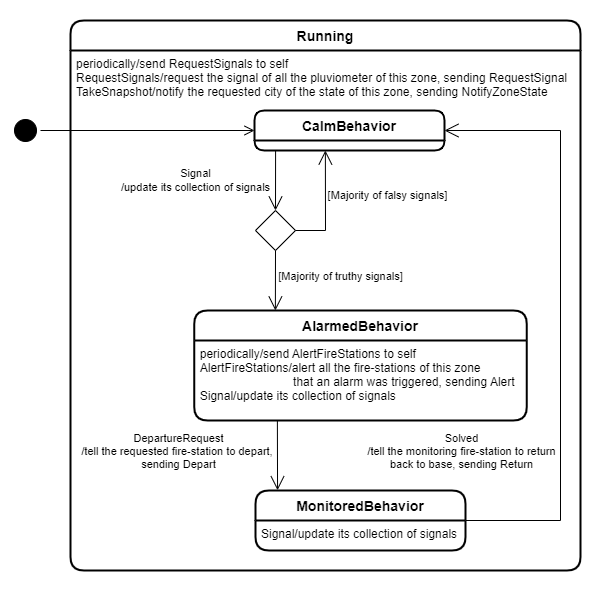 Running
periodically/send RequestSignals to self
RequestSignals/request the signal of all the pluviometer of this zone, sending RequestSignal
TakeSnapshot/notify the requested city of the state of this zone, sending NotifyZoneState
CalmBehavior
Signal
/update its collection of signals
[Majority of falsy signals]
[Majority of truthy signals]
AlarmedBehavior
periodically/send AlertFireStations to self
AlertFireStations/alert all the fire-stations of this zone
that an alarm was triggered, sending Alert
Signal/update its collection of signals
DepartureRequest
/tell the requested fire-station to depart,
sending Depart
Solved
/tell the monitoring fire-station to return
back to base, sending Return
MonitoredBehavior
Signal/update its collection of signals